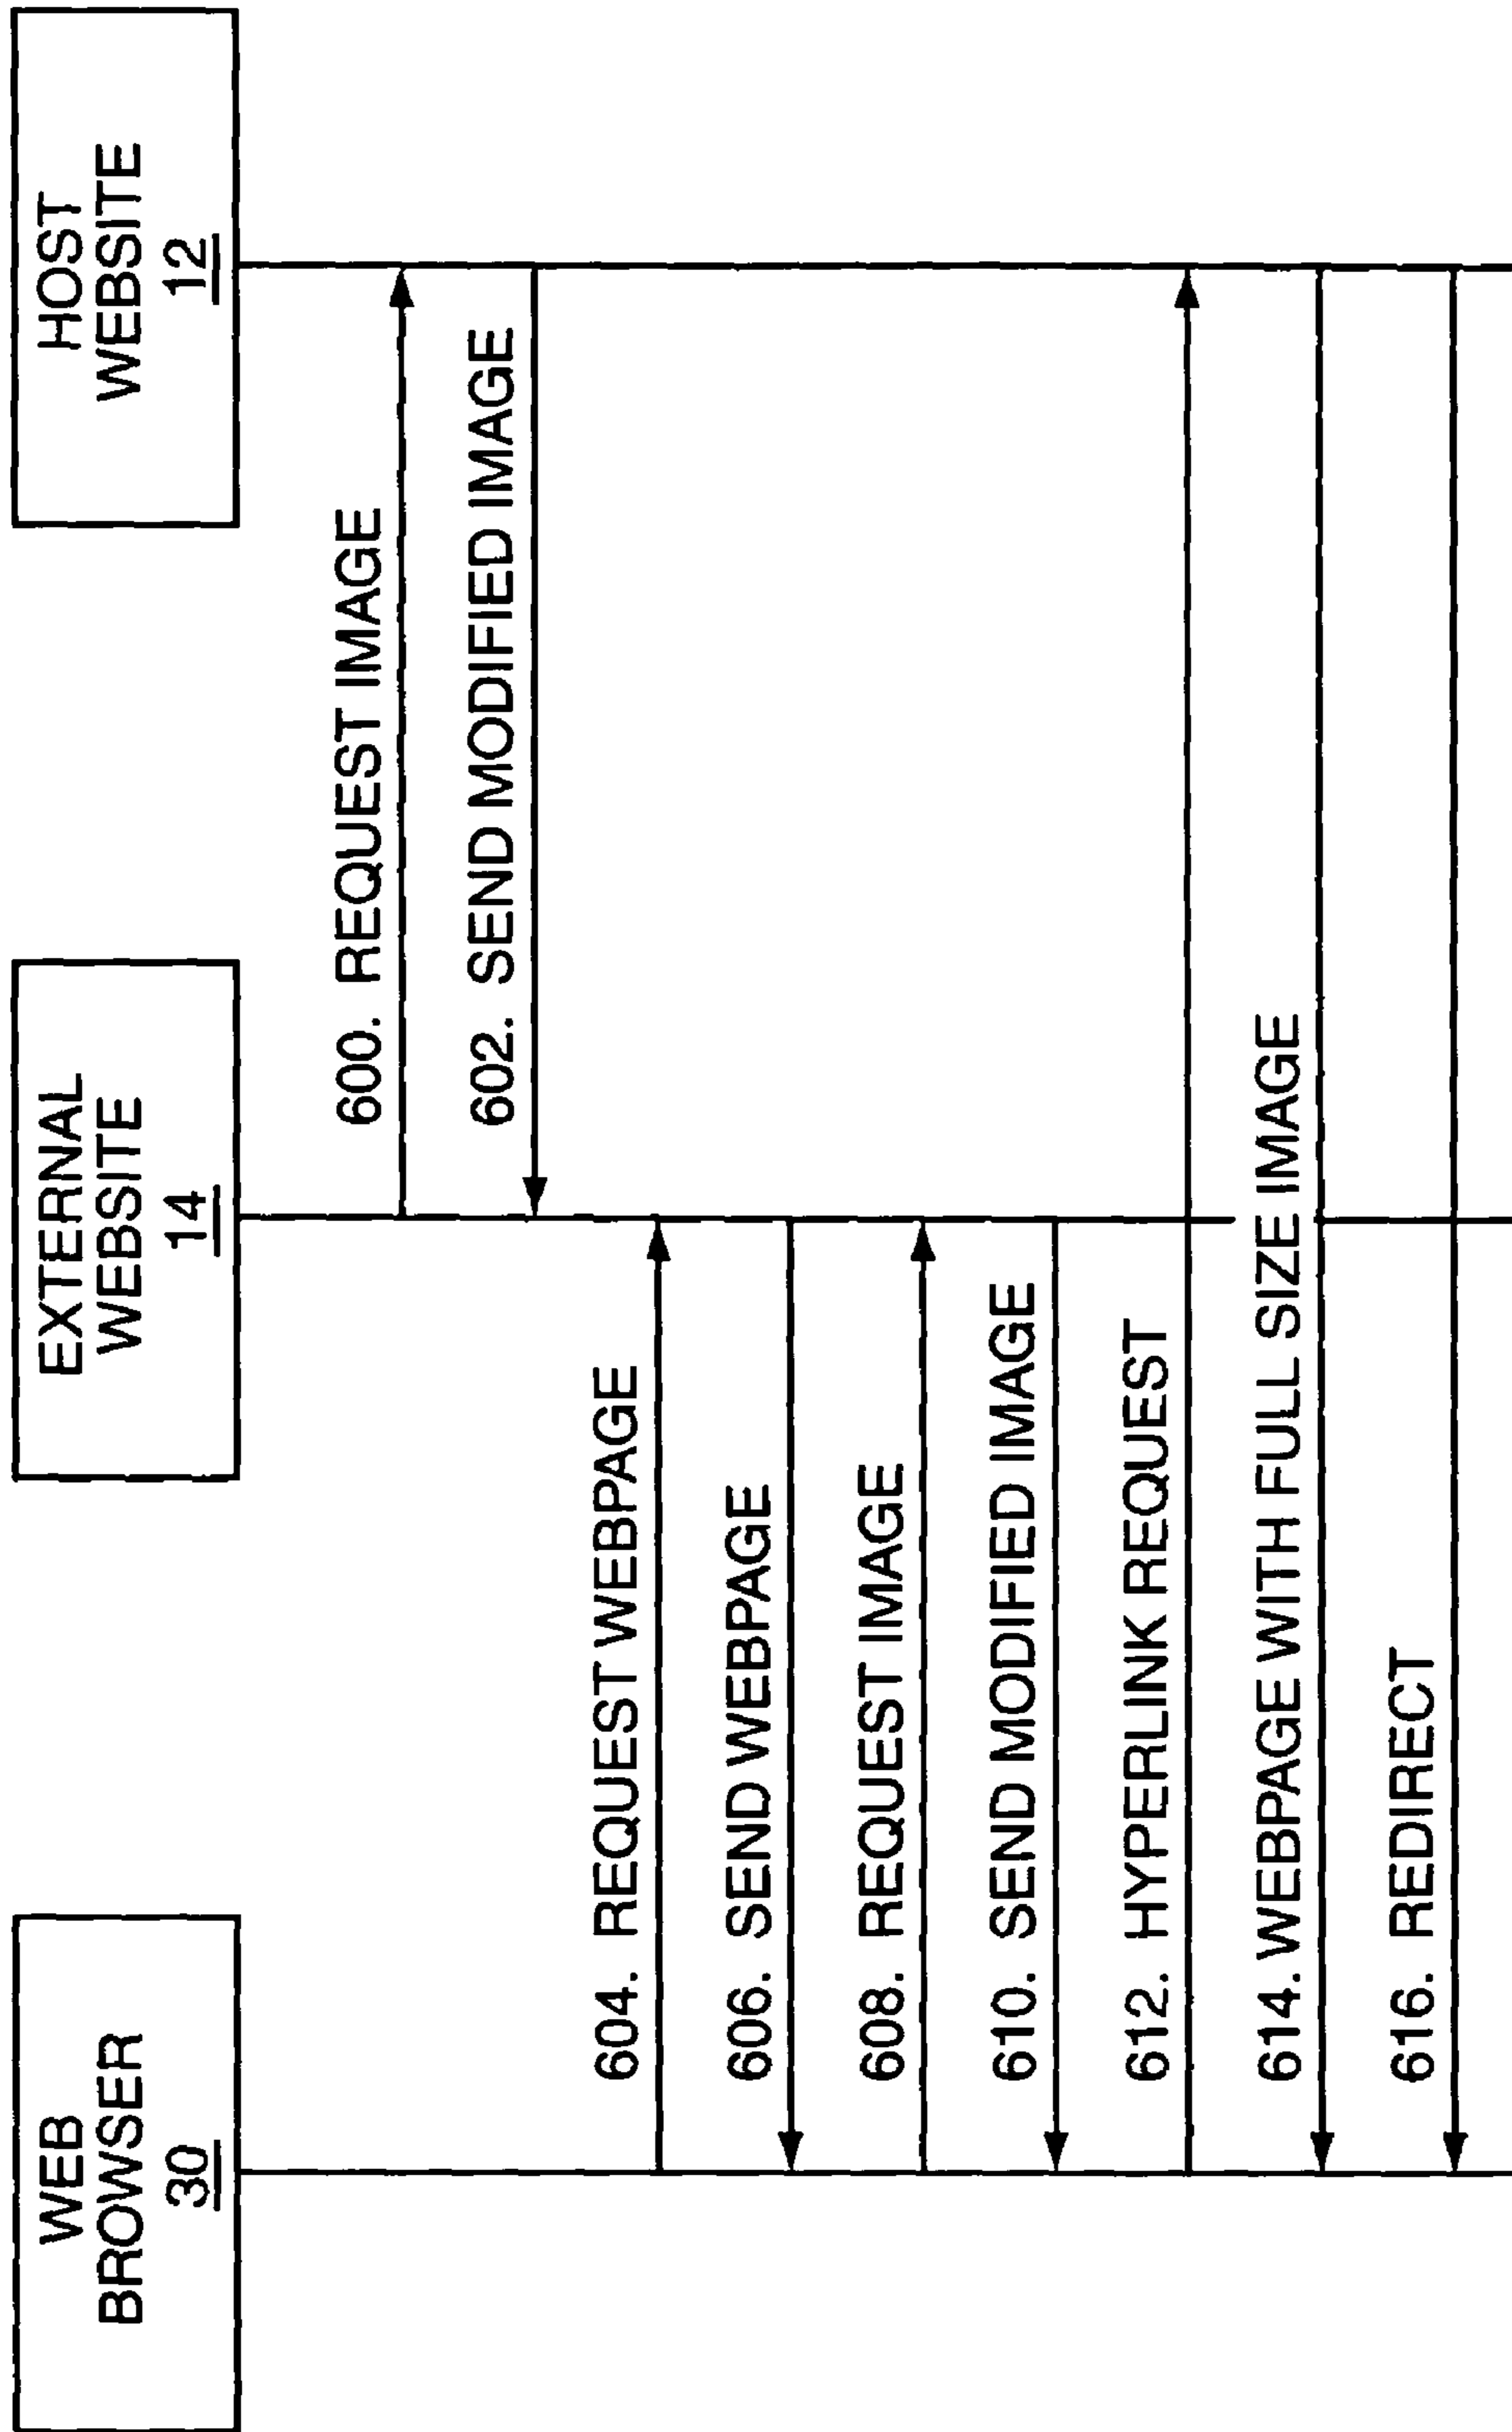 WEB
BROWSER
30
EXTERNAL
WEBSITE
14
HOST
WEBSITE
12
600. REQUEST IMAGE
602. SEND MODIFIED IMAGE
604. REQUEST WEBPAGE
606. SEND WEBPAGE
608. REQUEST IMAGE
610. SEND MODIFIED IMAGE
612. HYPERLINK REQUEST
614. WEBPAGE WITH FULL SIZE IMAGE
616. REDIRECT